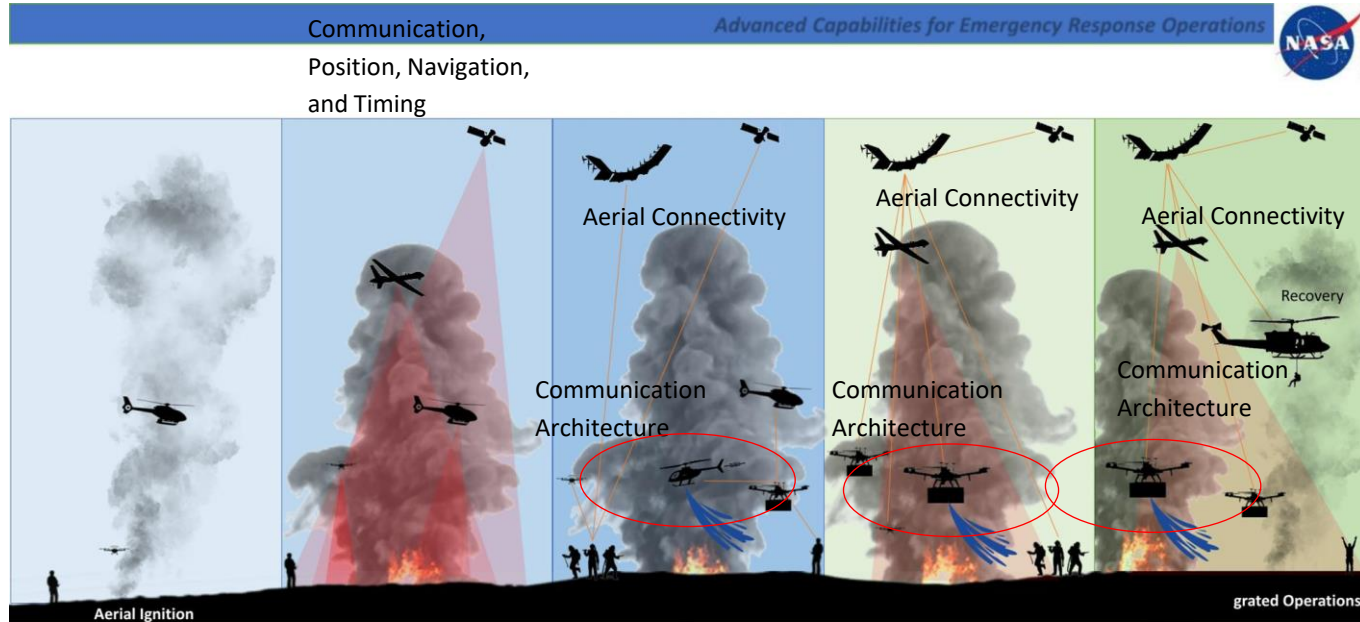 Communication,
Position, Navigation,
and Timing
Advanced Capabilities for Emergency Response Operations
NASA
Aerial Connectivity
Aerial Connectivity
Aerial Connectivity
Recovery
Communication
Architecture
Communication
Architecture
Communication
Architecture
Aerial Ignition
grated Operations